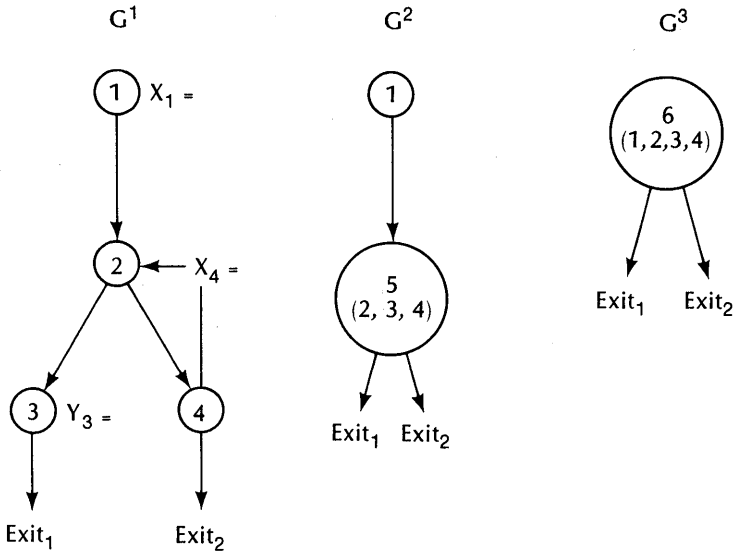 G¹
1 X₁ =
2 X₄ =
3 Y₃ =
4
Exit₁ Exit₂
G²
1
5
(2, 3, 4)
Exit₁ Exit₂
G³
6
(1,2,3,4)
Exit₁ Exit₂